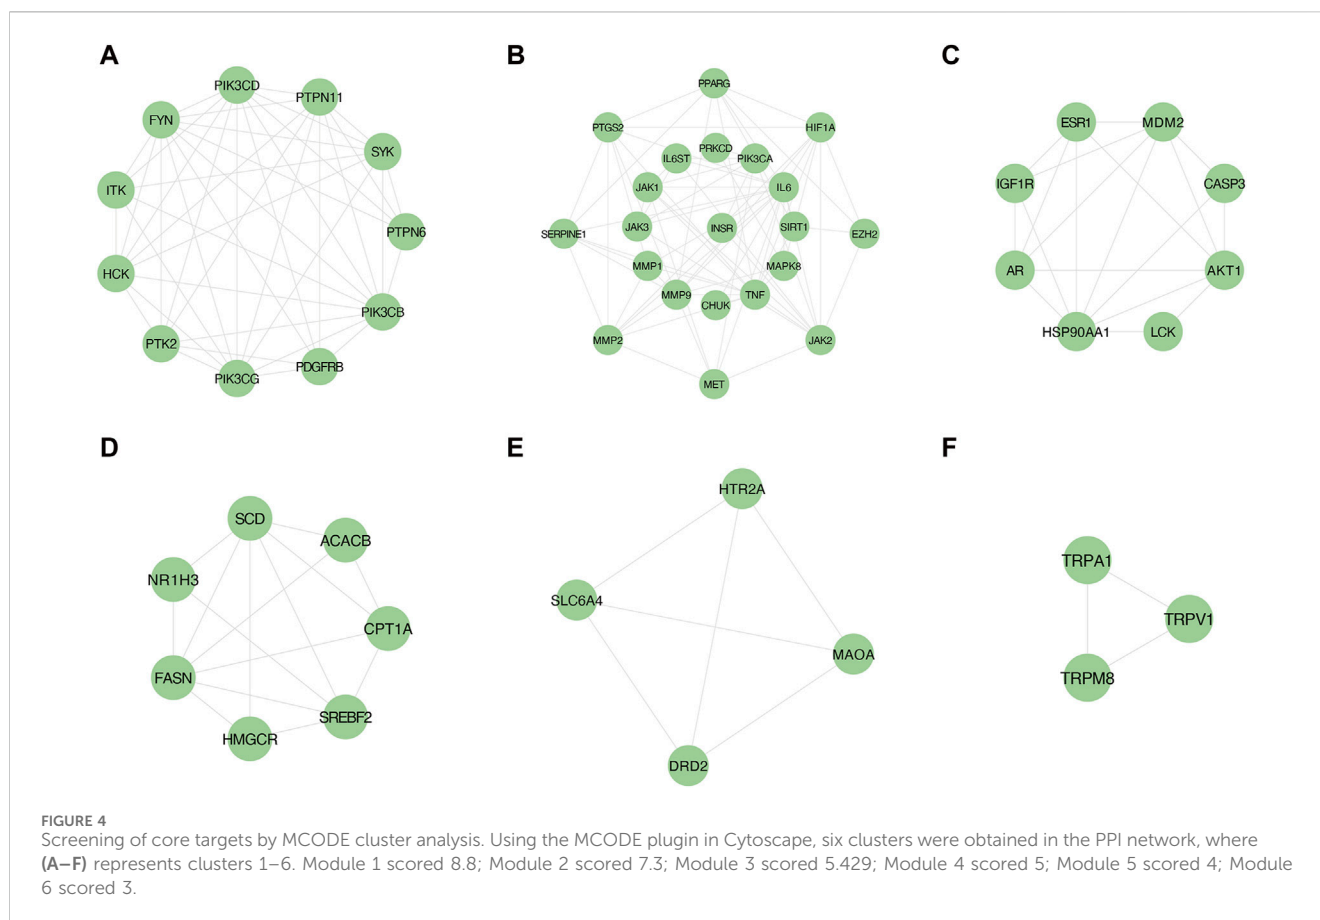 A
PIK3CD
PTPN11
FYN
SYK
ITK
PTPN6
HCK
PIK3CB
PTK2
PDGFRB
PIK3CG
B
PPARG
PTGS2
HIF1A
PRKCD
IL6ST
PIK3CA
JAK1
IL6
JAK3
INSR
SIRT1
SERPINE1
EZH2
MMP1
MAPK8
MMP9
TNF
CHUK
MMP2
JAK2
MET
C
ESR1
MDM2
IGF1R
CASP3
AR
AKT1
HSP90AA1
LCK
D
SCD
ACACB
NR1H3
CPT1A
FASN
SREBF2
HMGCR
E
HTR2A
SLC6A4
MAOA
DRD2
F
TRPA1
TRPV1
TRPM8
FIGURE 4
Screening of core targets by MCODE cluster analysis. Using the MCODE plugin in Cytoscape, six clusters were obtained in the PPI network, where
(A–F) represents clusters 1–6. Module 1 scored 8.8; Module 2 scored 7.3; Module 3 scored 5.429; Module 4 scored 5; Module 5 scored 4; Module
6 scored 3.